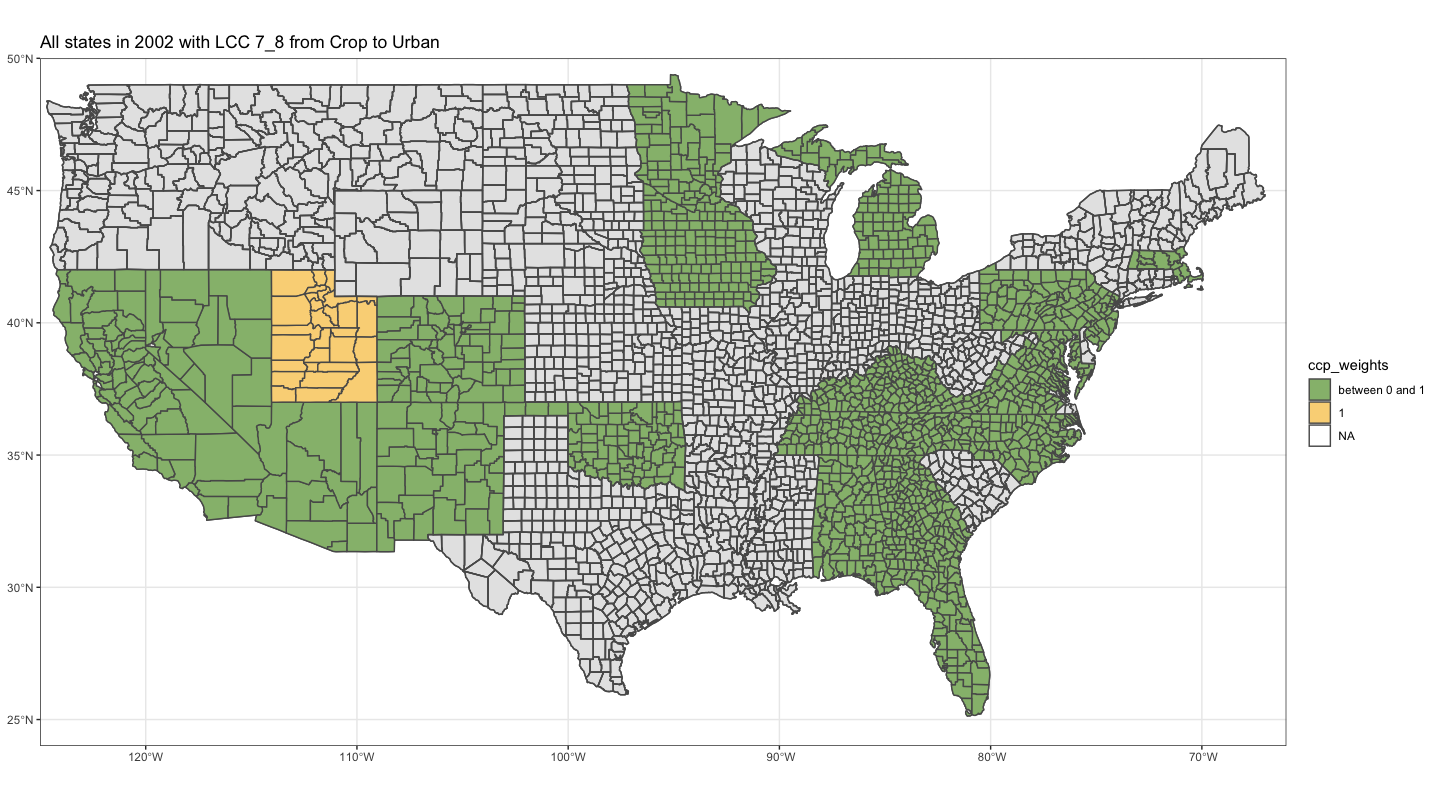 All states in 2002 with LCC 7_8 from Crop to Urban
50°N
45°N
40°N
35°N
30°N
25°N
120°W
110°W
100°W
90°W
80°W
70°W
ccp_weights
between 0 and 1
1
NA